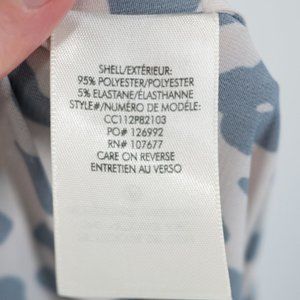 SHELL/EXTÉRIEUR:
95% POLYESTER/POLYESTER
5% ELASTANE/ÉLASTHANNE
STYLE#/NUMÉRO DE MODÈLE:
CC112P82103
PO# 126992
RN# 107677
CARE ON REVERSE
ENTRETIEN AU VERSO